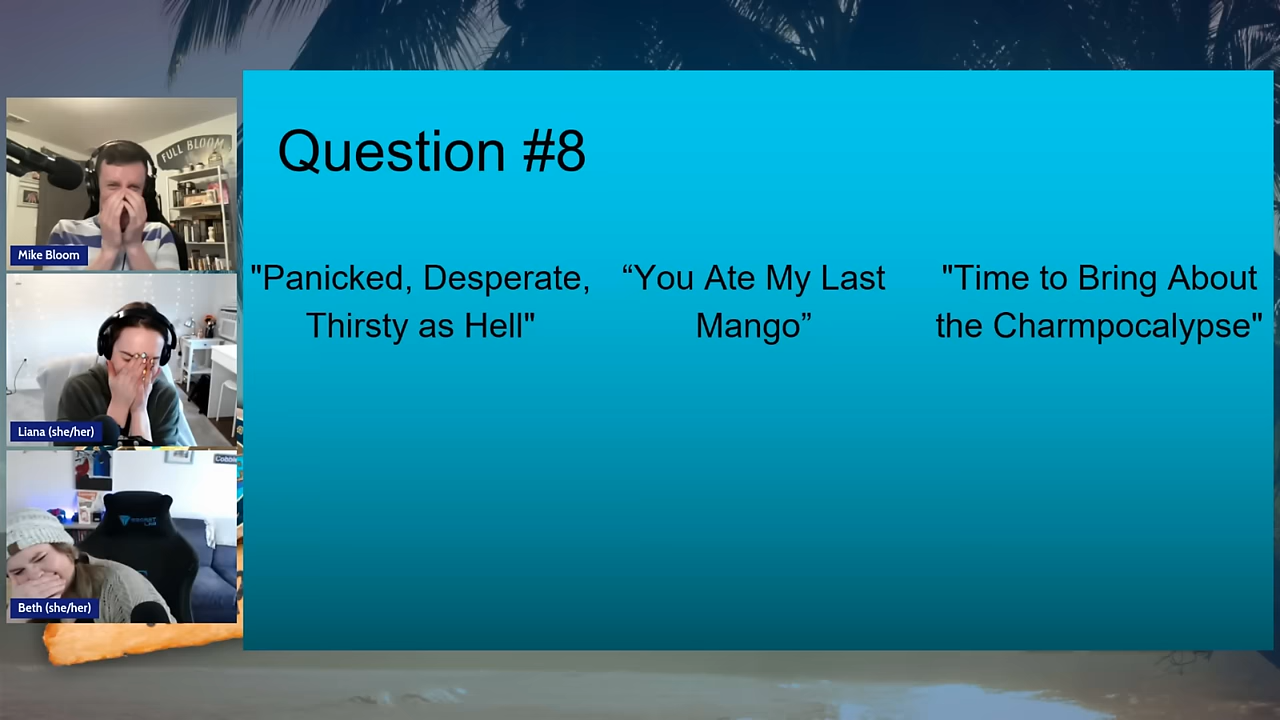 FULL BLOOM
Mike Bloom
Liana (she/her)
Beth (she/her)
Question #8
"Panicked, Desperate,
Thirsty as Hell"
“You Ate My Last
Mango”
"Time to Bring About
the Charmpocalypse"